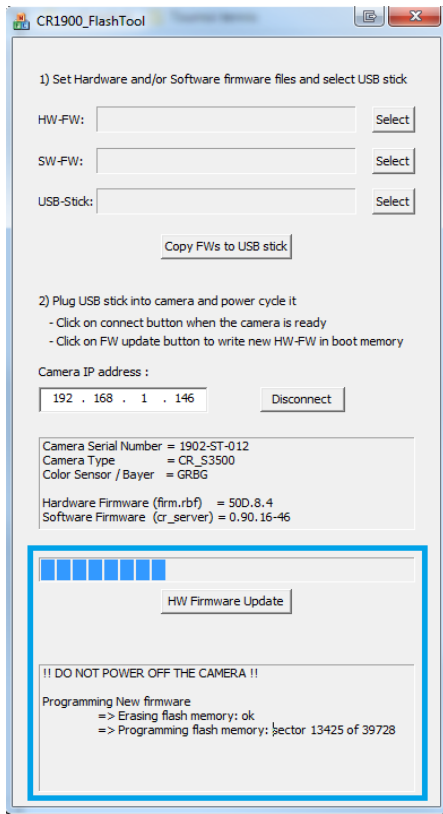 CR1900_FlashTool
1) Set Hardware and/or Software firmware files and select USB stick
HW-FW: Select
SW-FW: Select
USB-Stick: Select
Copy FWs to USB stick
2) Plug USB stick into camera and power cycle it
- Click on connect button when the camera is ready
- Click on FW update button to write new HW-FW in boot memory
Camera IP address :
192 . 168 . 1 . 146 Disconnect
Camera Serial Number = 1902-ST-012
Camera Type = CR_S3500
Color Sensor / Bayer = GRBG
Hardware Firmware (firm.rbf) = 50D.8.4
Software Firmware (cr_server) = 0.90.16-46
HW Firmware Update
!! DO NOT POWER OFF THE CAMERA !!
Programming New firmware
=> Erasing flash memory: ok
=> Programming flash memory: sector 13425 of 39728